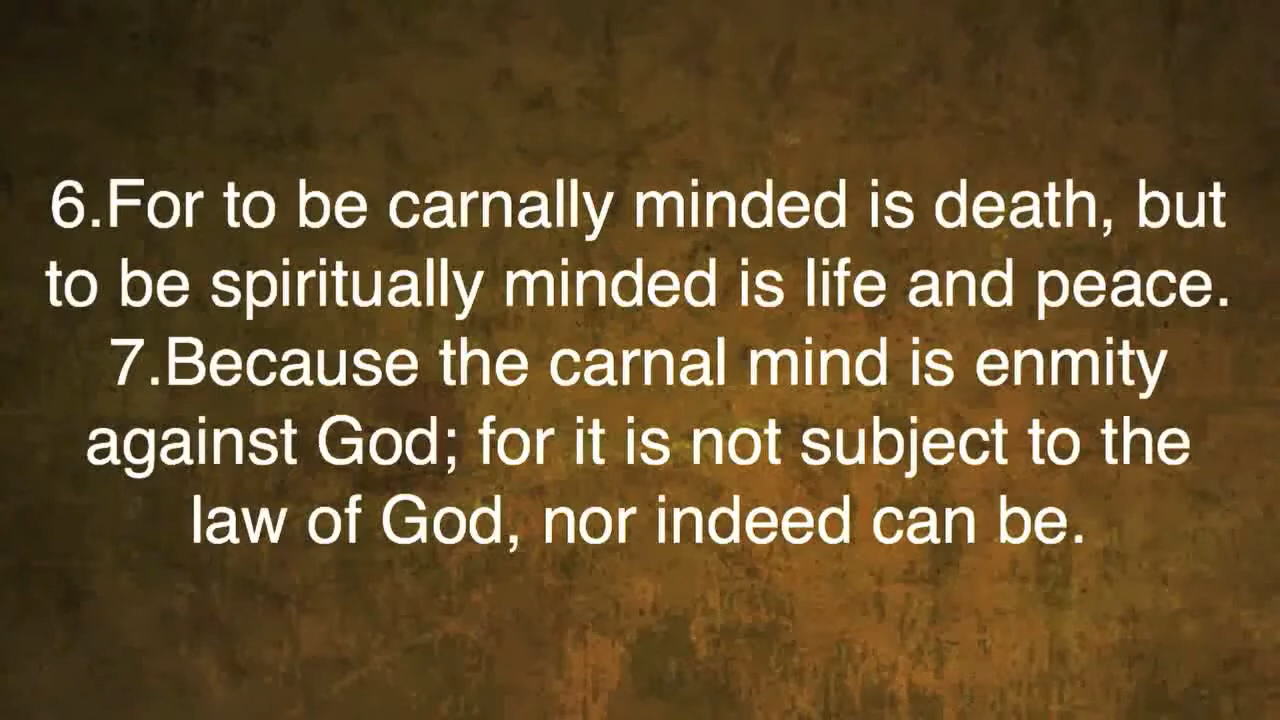 6.For to be carnally minded is death, but
to be spiritually minded is life and peace.
7.Because the carnal mind is enmity
against God; for it is not subject to the
law of God, nor indeed can be.